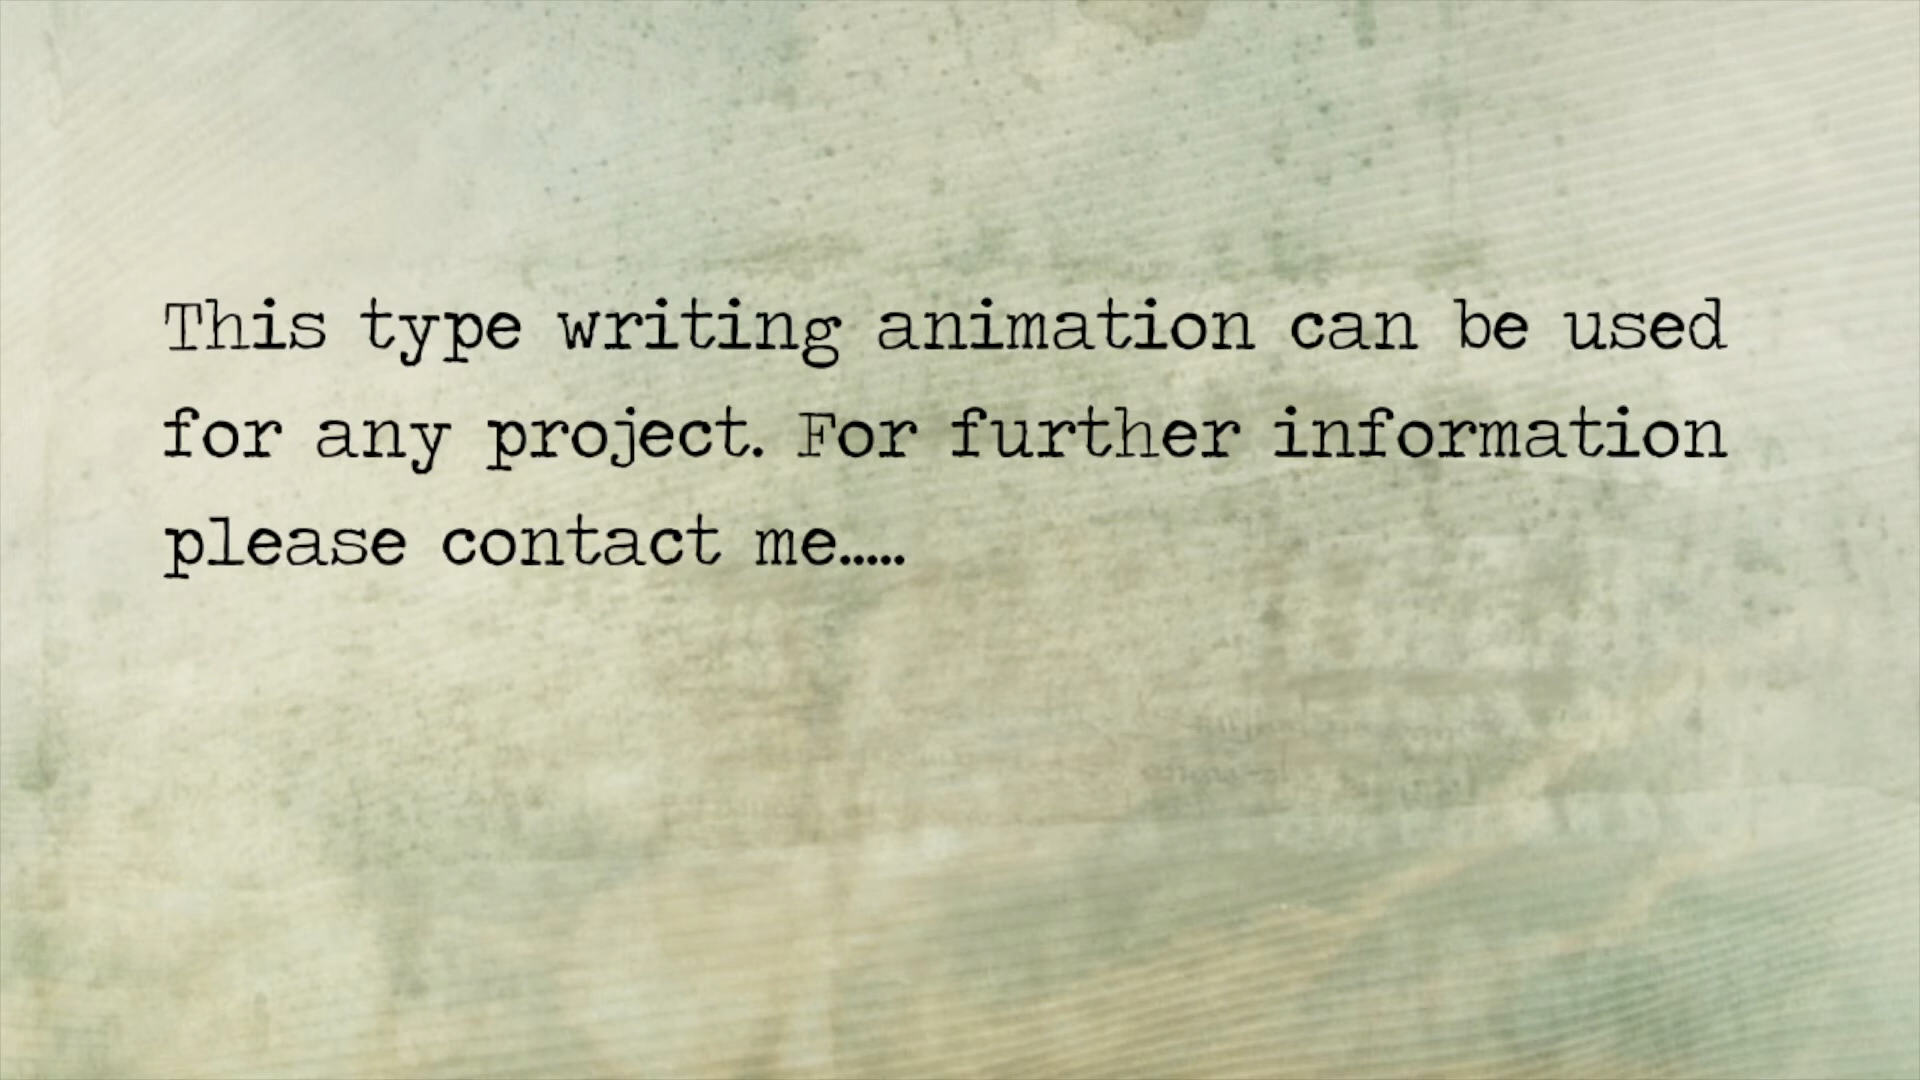 This type writing animation can be used
for any project. For further information
please contact me.....